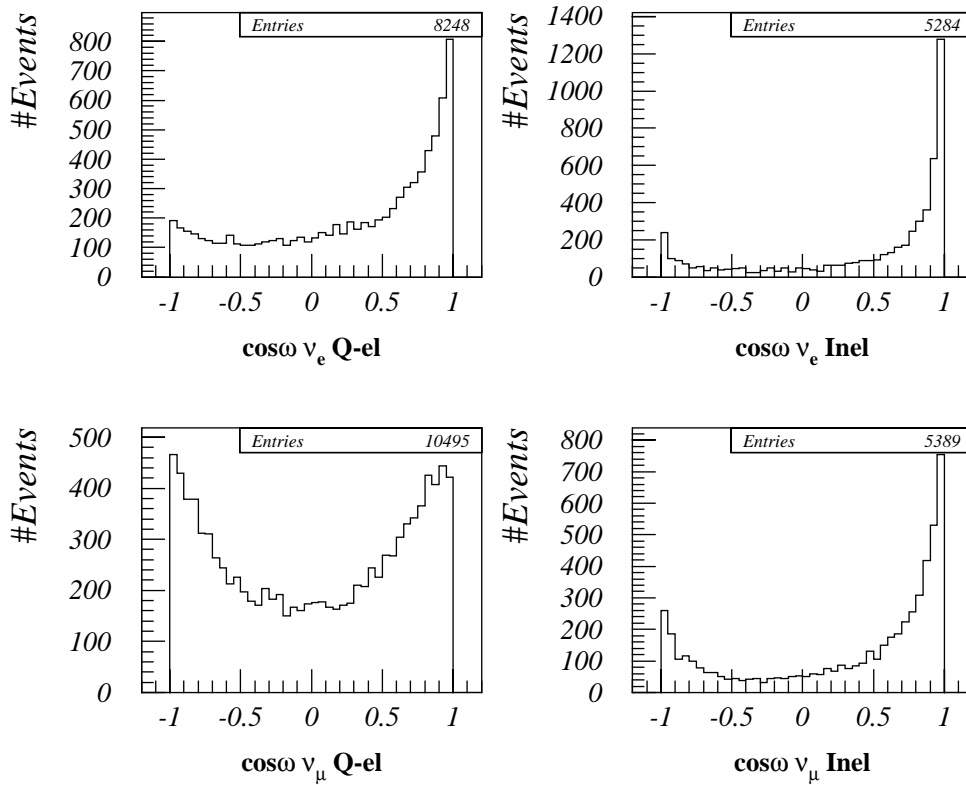 Entries 8248
#Events
800
700
600
500
400
300
200
100
0
-1 -0.5 0 0.5 1
cosω ν_e Q-el
Entries 5284
#Events
1400
1200
1000
800
600
400
200
0
-1 -0.5 0 0.5 1
cosω ν_e Inel
Entries 10495
#Events
500
400
300
200
100
0
-1 -0.5 0 0.5 1
cosω ν_μ Q-el
Entries 5389
#Events
800
700
600
500
400
300
200
100
0
-1 -0.5 0 0.5 1
cosω ν_μ Inel